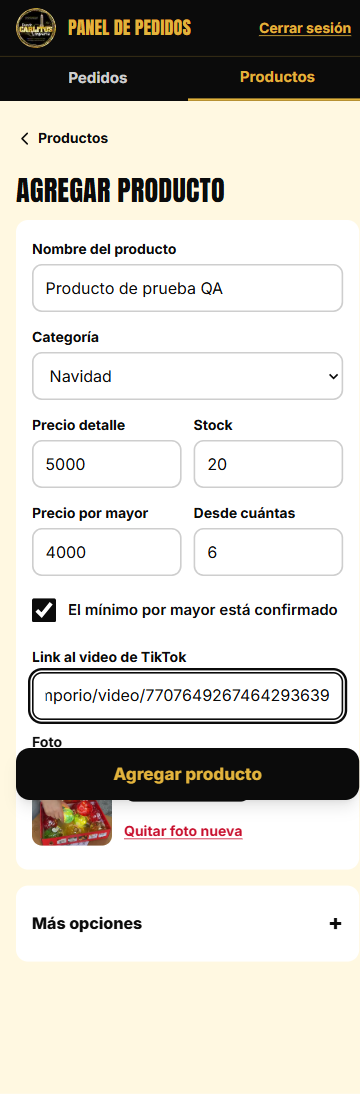 CARLITOS
PANEL DE PEDIDOS
Cerrar sesión
Pedidos
Productos
Productos
AGREGAR PRODUCTO
Nombre del producto
Producto de prueba QA
Categoría
Navidad
Precio detalle
Stock
5000
20
Precio por mayor
Desde cuántas
4000
6
El mínimo por mayor está confirmado
Link al video de TikTok
mporio/video/7707649267464293639
Foto
Agregar producto
Quitar foto nueva
Más opciones
+